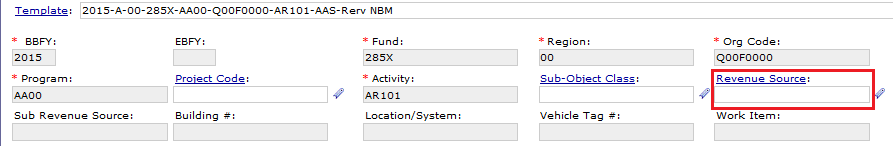 Template: 2015-A-00-285X-AA00-Q00F0000-AR101-AAS-Rerv NBM
* BBFY: EBFY: * Fund: * Region: * Org Code:
2015 285X 00 Q00F0000
* Program: Project Code: * Activity: Sub-Object Class: Revenue Source:
AA00 AR101
Sub Revenue Source: Building #: Location/System: Vehicle Tag #: Work Item: